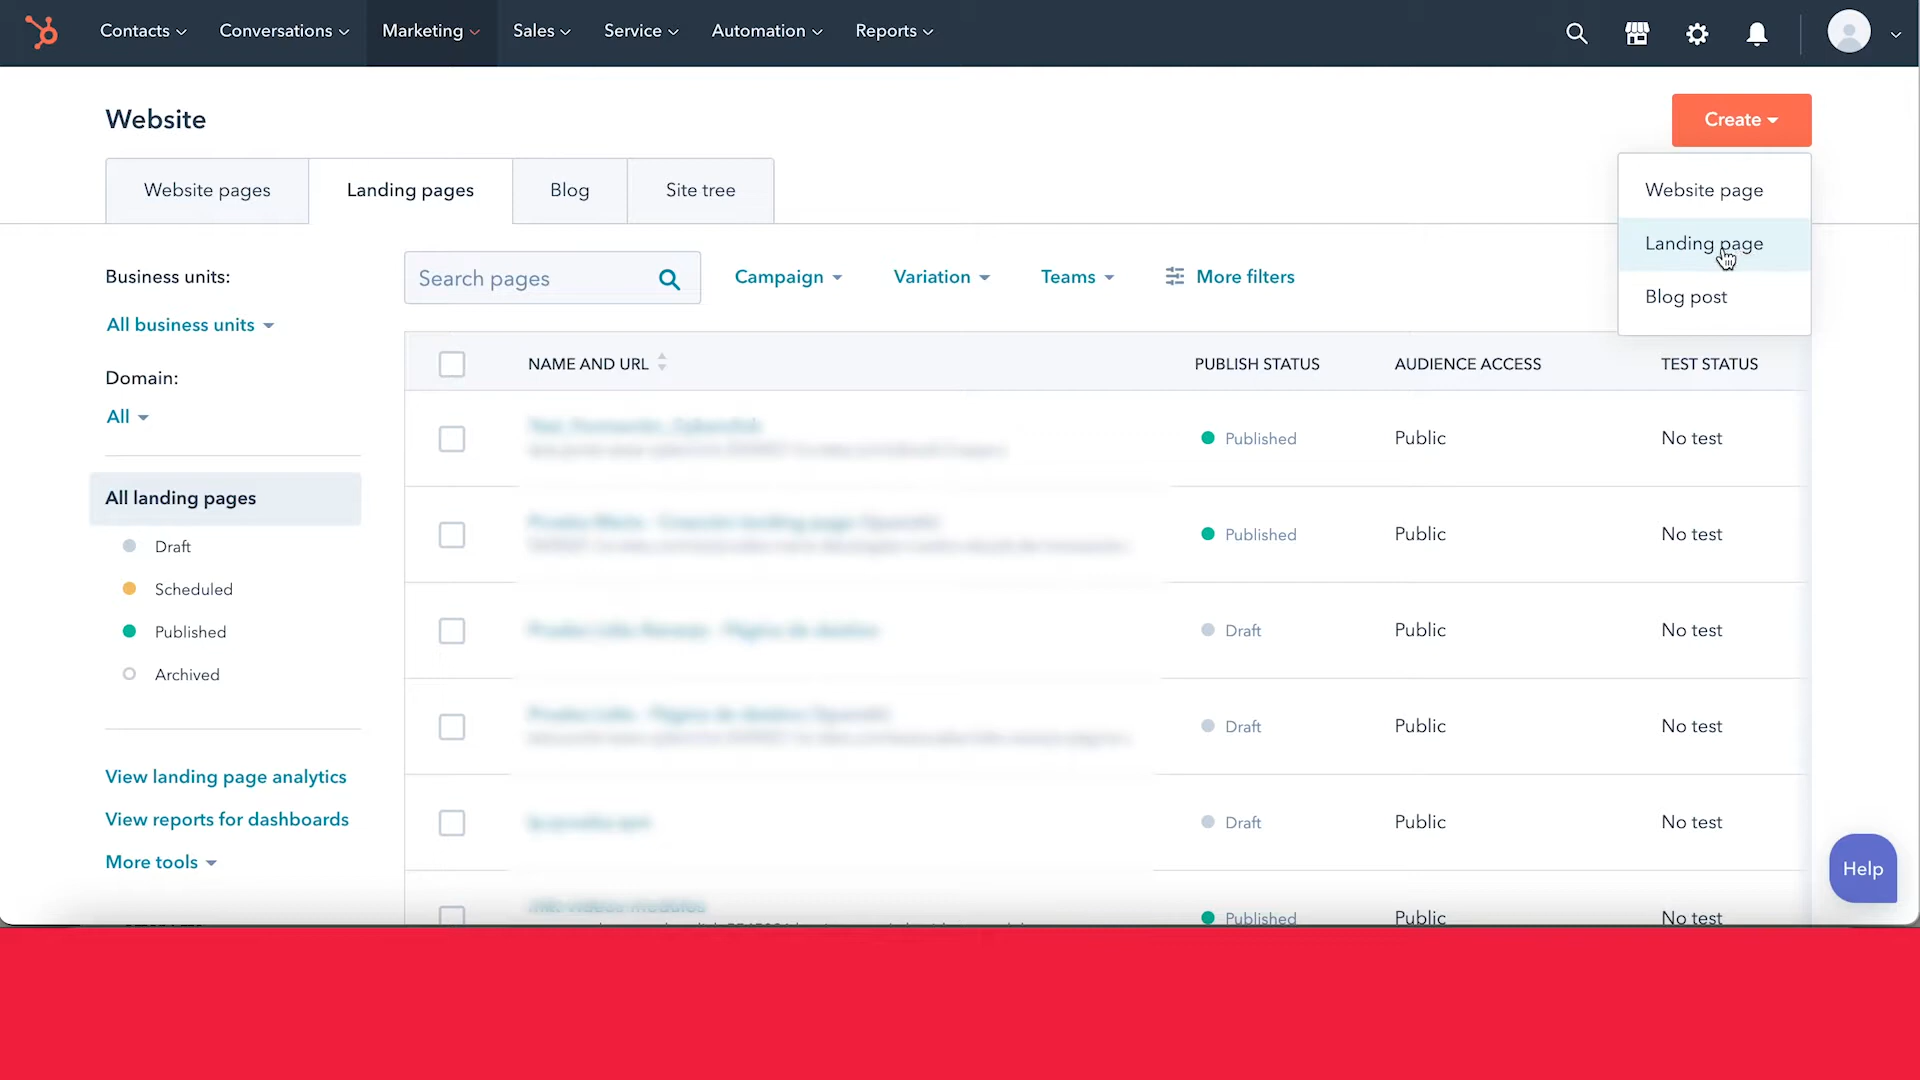 Contacts Conversations Marketing Sales Service Automation Reports
Website
Create
Website pages
Landing pages
Blog
Site tree
Website page
Landing page
Blog post
Business units:
All business units
Domain:
All
Search pages
Campaign
Variation
Teams
More filters
All landing pages
Draft
Scheduled
Published
Archived
View landing page analytics
View reports for dashboards
More tools
NAME AND URL PUBLISH STATUS AUDIENCE ACCESS TEST STATUS
Published Public No test
Published Public No test
Draft Public No test
Draft Public No test
Draft Public No test
Published Public No test
Help